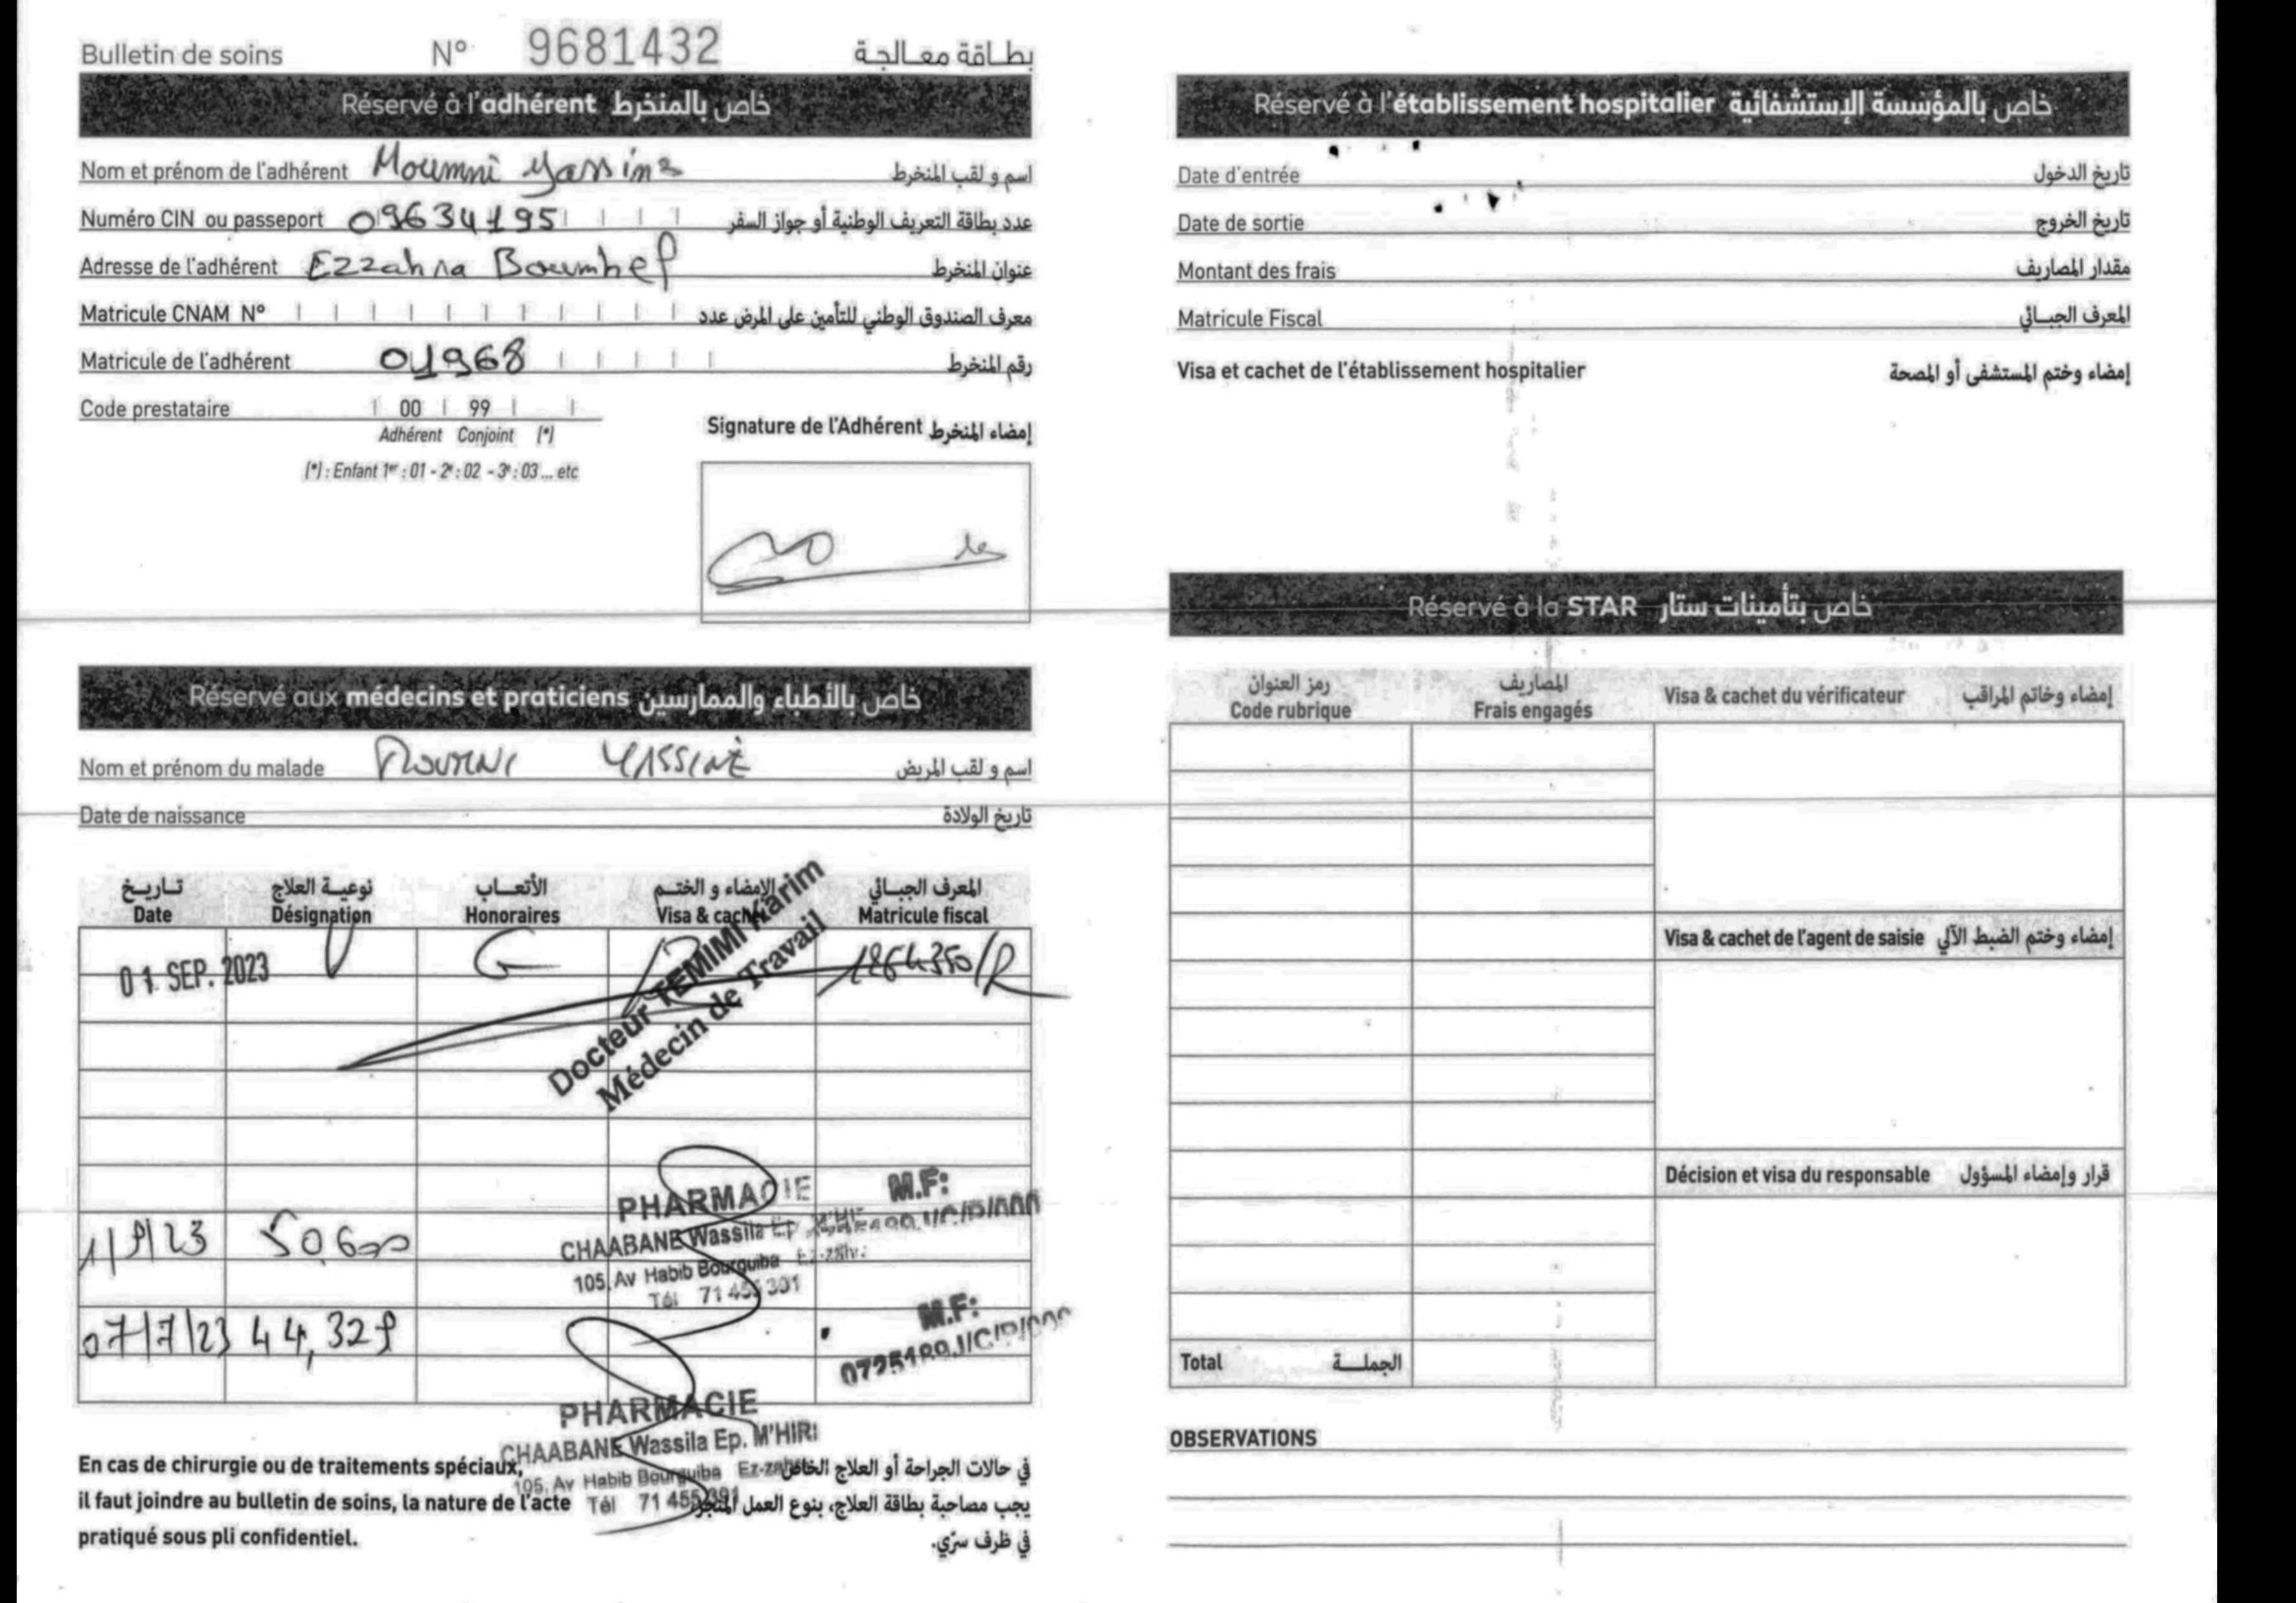 Bulletin de soins N° 9681432 بطاقة معالجة
Réservé à l'adhérent خاص بالمنخرط
Nom et prénom de l'adhérent Moumni Yassine اسم و لقب المنخرط
Numéro CIN ou passeport 09634195 عدد بطاقة التعريف الوطنية أو جواز السفر
Adresse de l'adhérent Ezzahra عنوان المنخرط
Matricule CNAM N° معرف الصندوق الوطني للتأمين على المرض عدد
Matricule de l'adhérent 01968 رقم المنخرط
Code prestataire 00 99
Adhérent Conjoint (*)
(*) : Enfant 1er : 01 - 2e : 02 - 3e : 03 ... etc
Signature de l'Adhérent إمضاء المنخرط
Réservé aux médecins et praticiens خاص بالأطباء والممارسين
Nom et prénom du malade MOUMNI YASSINE اسم و لقب المريض
Date de naissance تاريخ الولادة
تاريخ نوعية العلاج الأتعاب الإمضاء و الختم المعرف الجبائي
Date Désignation Honoraires Visa & cachet Matricule fiscal
01 SEP. 2023 V G 1864350/R
Docteur TEMIMI Karim
Médecin de Travail
1/9/23 50,600
PHARMACIE
CHAABANE Wassila Ep M'HIRI
105, Av Habib Bourguiba Ez-zahra
Tél 71 455 391
M.F:
07/7/23 44,329
M.F:
0725189.J/C/P/000
PHARMACIE
CHAABANE Wassila Ep. M'HIRI
105, Av Habib Bourguiba Ez-zahra
Tél 71 455 391
En cas de chirurgie ou de traitements spéciaux,
il faut joindre au bulletin de soins, la nature de l'acte
pratiqué sous pli confidentiel.
في حالات الجراحة أو العلاج الخاص
يجب مصاحبة بطاقة العلاج، بنوع العمل المنجز
في ظرف سرّي.
Réservé à l'établissement hospitalier خاص بالمؤسسة الإستشفائية
Date d'entrée تاريخ الدخول
Date de sortie تاريخ الخروج
Montant des frais مقدار المصاريف
Matricule Fiscal المعرف الجبائي
Visa et cachet de l'établissement hospitalier إمضاء وختم المستشفى أو المصحة
Réservé à la STAR خاص بتأمينات ستار
رمز العنوان المصاريف
Code rubrique Frais engagés Visa & cachet du vérificateur إمضاء وخاتم المراقب
Visa & cachet de l'agent de saisie إمضاء وختم الضبط الآلي
Décision et visa du responsable قرار وإمضاء المسؤول
Total الجملة
OBSERVATIONS